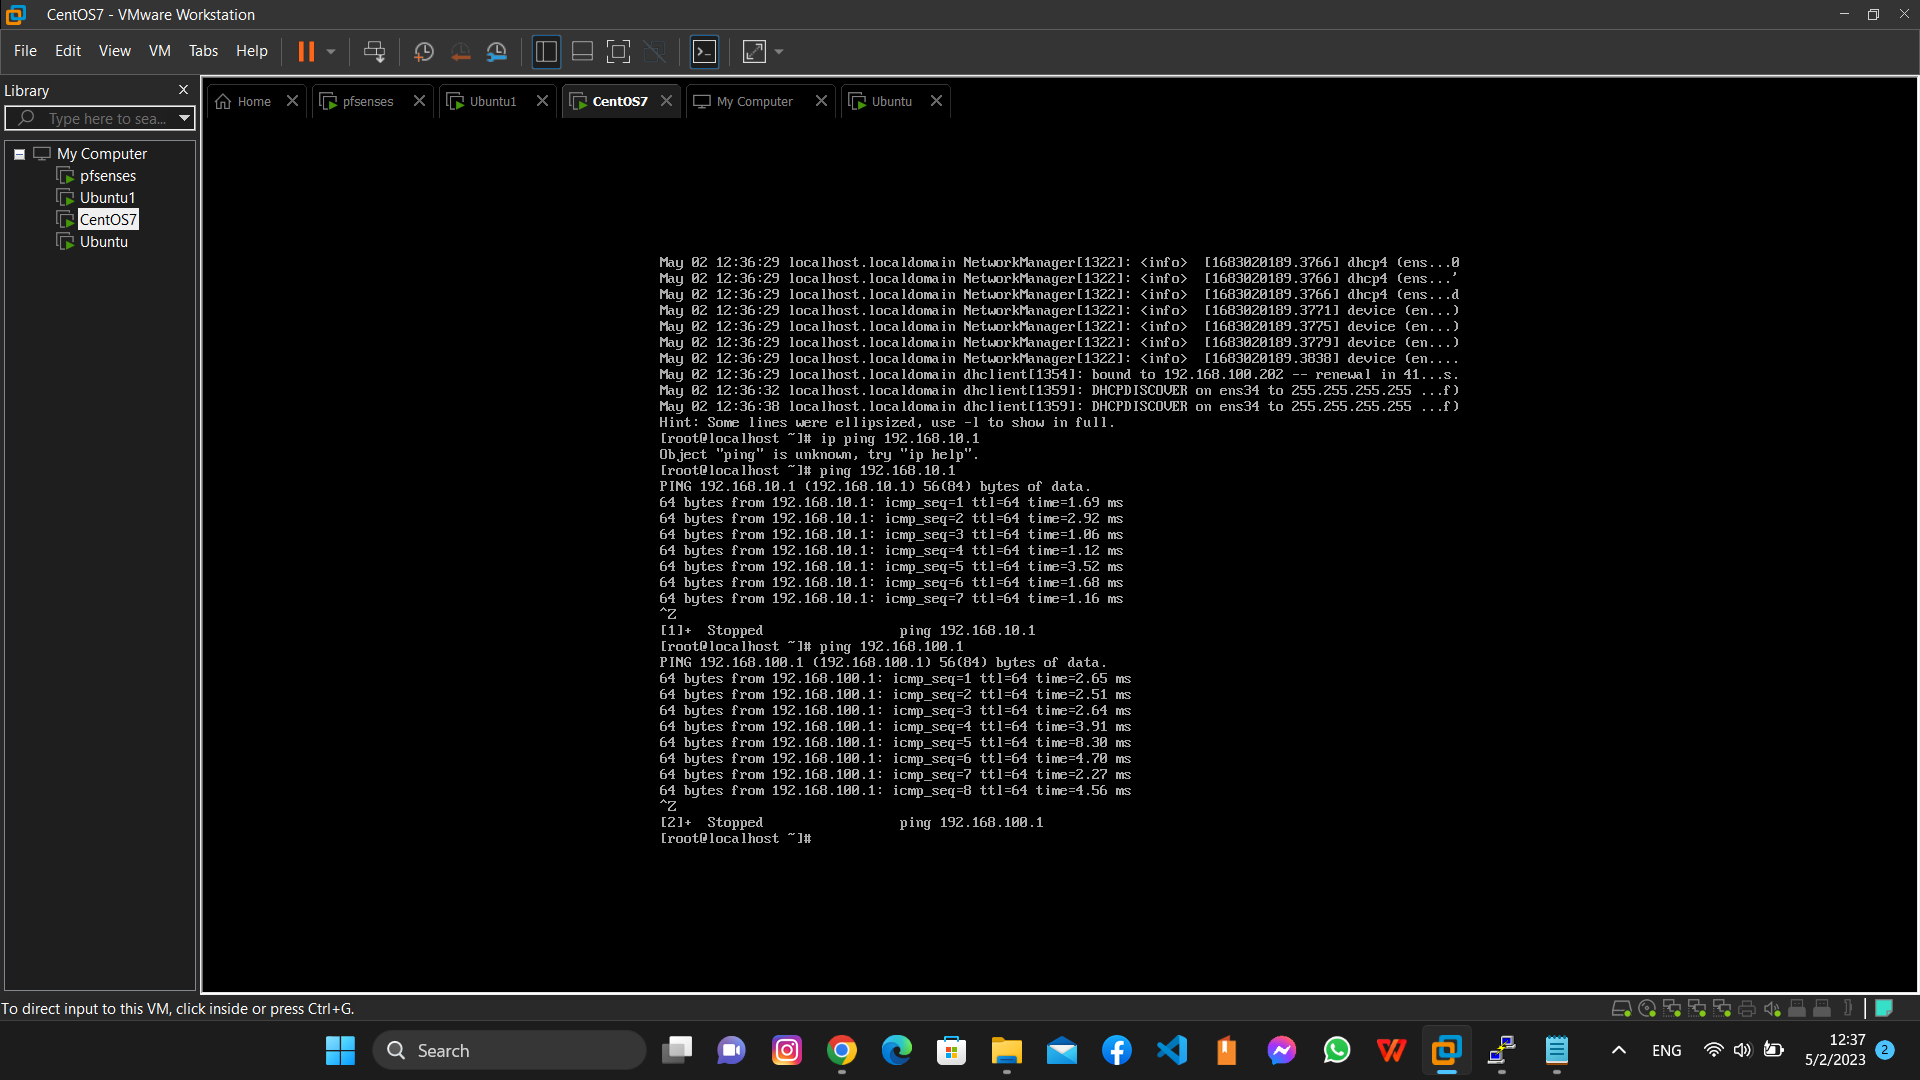 CentOS7 - VMware Workstation
File Edit View VM Tabs Help
Library
Type here to sea...
My Computer
pfsenses
Ubuntu1
CentOS7
Ubuntu
Home pfsenses Ubuntu1 CentOS7 My Computer Ubuntu
May 02 12:36:29 localhost.localdomain NetworkManager[1322]: <info>  [1683020189.3766] dhcp4 (ens...0
May 02 12:36:29 localhost.localdomain NetworkManager[1322]: <info>  [1683020189.3766] dhcp4 (ens...'
May 02 12:36:29 localhost.localdomain NetworkManager[1322]: <info>  [1683020189.3766] dhcp4 (ens...d
May 02 12:36:29 localhost.localdomain NetworkManager[1322]: <info>  [1683020189.3771] device (en...)
May 02 12:36:29 localhost.localdomain NetworkManager[1322]: <info>  [1683020189.3775] device (en...)
May 02 12:36:29 localhost.localdomain NetworkManager[1322]: <info>  [1683020189.3779] device (en...)
May 02 12:36:29 localhost.localdomain NetworkManager[1322]: <info>  [1683020189.3838] device (en....
May 02 12:36:29 localhost.localdomain dhclient[1354]: bound to 192.168.100.202 -- renewal in 41...s.
May 02 12:36:32 localhost.localdomain dhclient[1359]: DHCPDISCOVER on ens34 to 255.255.255.255 ...f)
May 02 12:36:38 localhost.localdomain dhclient[1359]: DHCPDISCOVER on ens34 to 255.255.255.255 ...f)
Hint: Some lines were ellipsized, use -l to show in full.
[root@localhost ~]# ip ping 192.168.10.1
Object "ping" is unknown, try "ip help".
[root@localhost ~]# ping 192.168.10.1
PING 192.168.10.1 (192.168.10.1) 56(84) bytes of data.
64 bytes from 192.168.10.1: icmp_seq=1 ttl=64 time=1.69 ms
64 bytes from 192.168.10.1: icmp_seq=2 ttl=64 time=2.92 ms
64 bytes from 192.168.10.1: icmp_seq=3 ttl=64 time=1.06 ms
64 bytes from 192.168.10.1: icmp_seq=4 ttl=64 time=1.12 ms
64 bytes from 192.168.10.1: icmp_seq=5 ttl=64 time=3.52 ms
64 bytes from 192.168.10.1: icmp_seq=6 ttl=64 time=1.68 ms
64 bytes from 192.168.10.1: icmp_seq=7 ttl=64 time=1.16 ms
^Z
[1]+  Stopped                 ping 192.168.10.1
[root@localhost ~]# ping 192.168.100.1
PING 192.168.100.1 (192.168.100.1) 56(84) bytes of data.
64 bytes from 192.168.100.1: icmp_seq=1 ttl=64 time=2.65 ms
64 bytes from 192.168.100.1: icmp_seq=2 ttl=64 time=2.51 ms
64 bytes from 192.168.100.1: icmp_seq=3 ttl=64 time=2.64 ms
64 bytes from 192.168.100.1: icmp_seq=4 ttl=64 time=3.91 ms
64 bytes from 192.168.100.1: icmp_seq=5 ttl=64 time=8.30 ms
64 bytes from 192.168.100.1: icmp_seq=6 ttl=64 time=4.70 ms
64 bytes from 192.168.100.1: icmp_seq=7 ttl=64 time=2.27 ms
64 bytes from 192.168.100.1: icmp_seq=8 ttl=64 time=4.56 ms
^Z
[2]+  Stopped                 ping 192.168.100.1
[root@localhost ~]#
To direct input to this VM, click inside or press Ctrl+G.
Search
ENG
12:37
5/2/2023
2